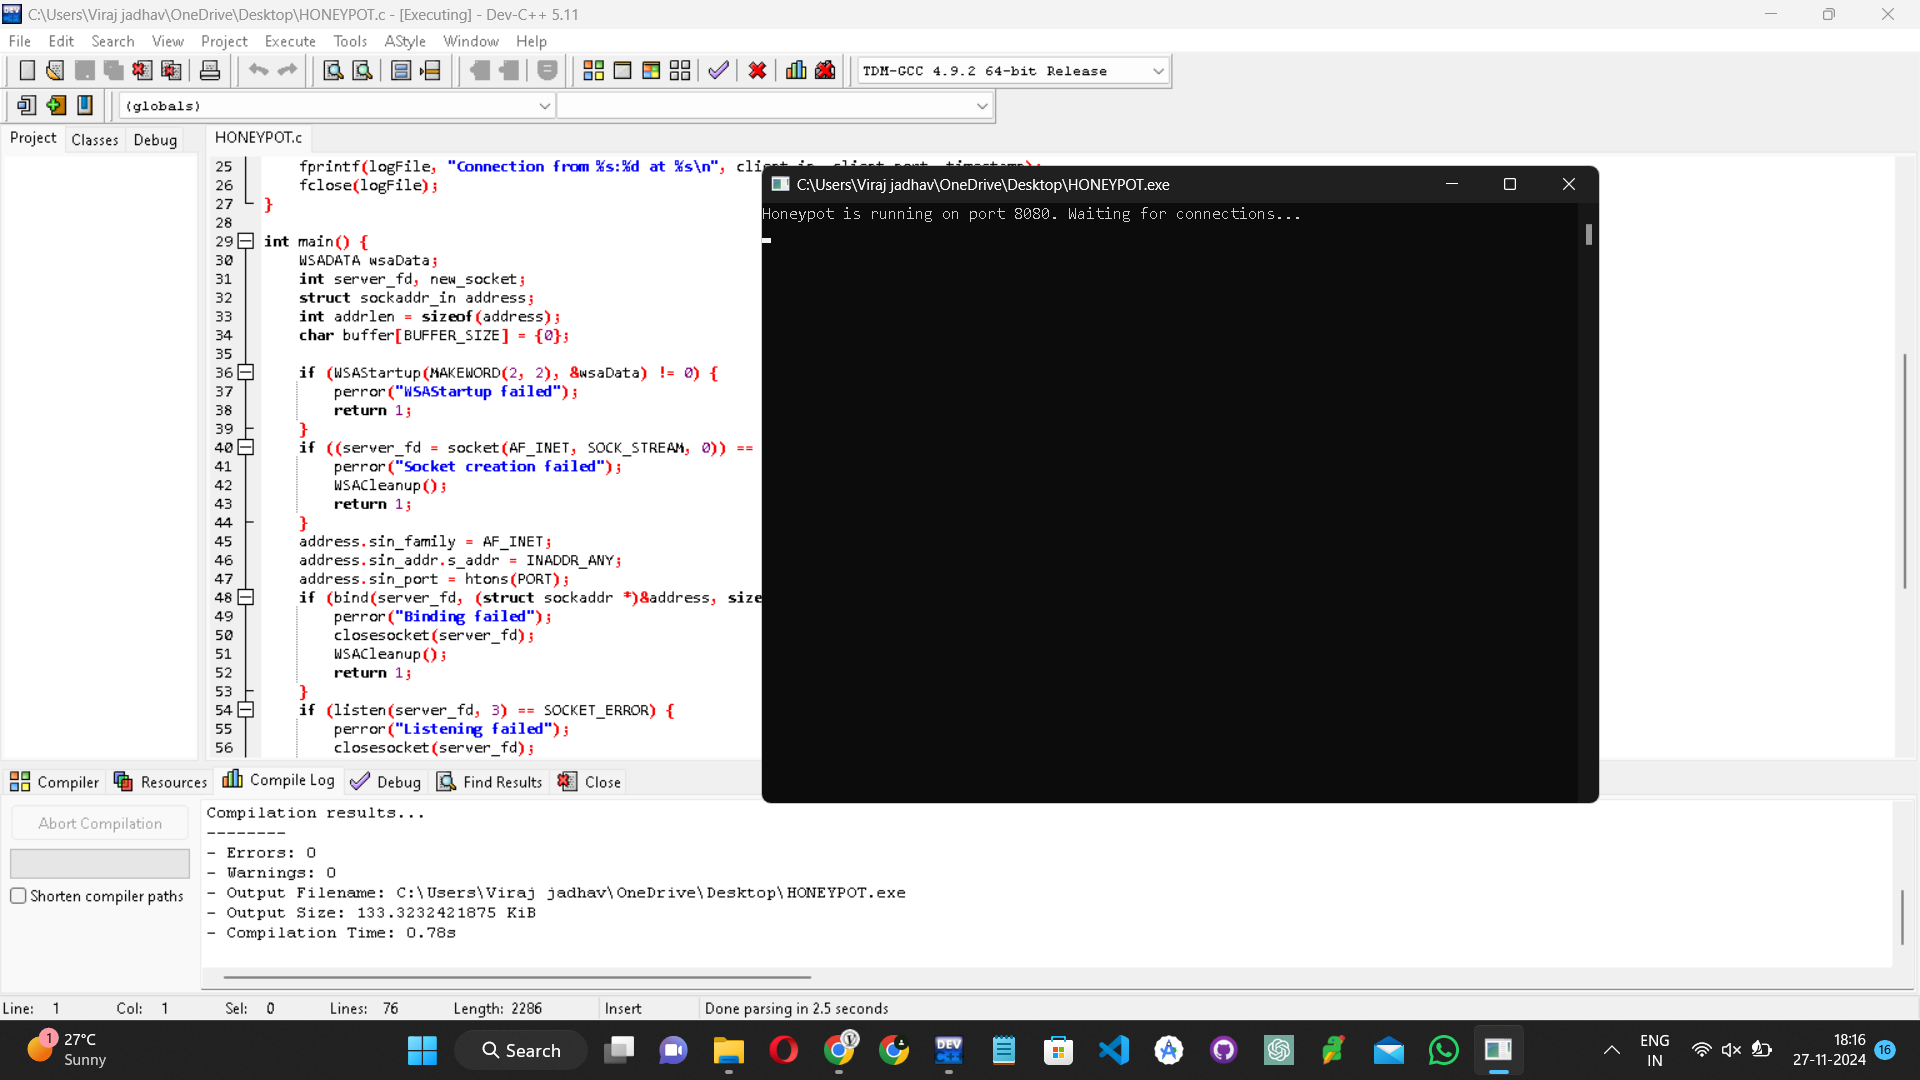 C:\Users\Viraj jadhav\OneDrive\Desktop\HONEYPOT.c - [Executing] - Dev-C++ 5.11
File Edit Search View Project Execute Tools AStyle Window Help
TDM-GCC 4.9.2 64-bit Release
(globals)
Project Classes Debug
HONEYPOT.c
25 fprintf(logFile, "Connection from %s:%d at %s\n", client_ip, client_port, timestamp);
26 fclose(logFile);
27 }
28
29 int main() {
30 WSADATA wsaData;
31 int server_fd, new_socket;
32 struct sockaddr_in address;
33 int addrlen = sizeof(address);
34 char buffer[BUFFER_SIZE] = {0};
35
36 if (WSAStartup(MAKEWORD(2, 2), &wsaData) != 0) {
37 perror("WSAStartup failed");
38 return 1;
39 }
40 if ((server_fd = socket(AF_INET, SOCK_STREAM, 0)) ==
41 perror("Socket creation failed");
42 WSACleanup();
43 return 1;
44 }
45 address.sin_family = AF_INET;
46 address.sin_addr.s_addr = INADDR_ANY;
47 address.sin_port = htons(PORT);
48 if (bind(server_fd, (struct sockaddr *)&address, size
49 perror("Binding failed");
50 closesocket(server_fd);
51 WSACleanup();
52 return 1;
53 }
54 if (listen(server_fd, 3) == SOCKET_ERROR) {
55 perror("Listening failed");
56 closesocket(server_fd);
C:\Users\Viraj jadhav\OneDrive\Desktop\HONEYPOT.exe
Honeypot is running on port 8080. Waiting for connections...
Compiler Resources Compile Log Debug Find Results Close
Abort Compilation
Shorten compiler paths
Compilation results...
--------
- Errors: 0
- Warnings: 0
- Output Filename: C:\Users\Viraj jadhav\OneDrive\Desktop\HONEYPOT.exe
- Output Size: 133.3232421875 KiB
- Compilation Time: 0.78s
Line: 1 Col: 1 Sel: 0 Lines: 76 Length: 2286 Insert Done parsing in 2.5 seconds
1
27°C
Sunny
Search
V
DEV
C++
ENG
IN
18:16
27-11-2024
16